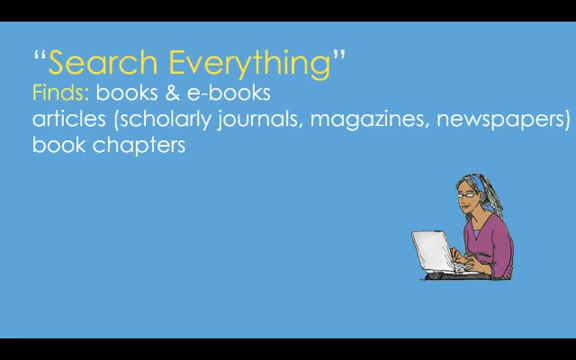 “Search Everything”
Finds: books & e-books
articles (scholarly journals, magazines, newspapers)
book chapters